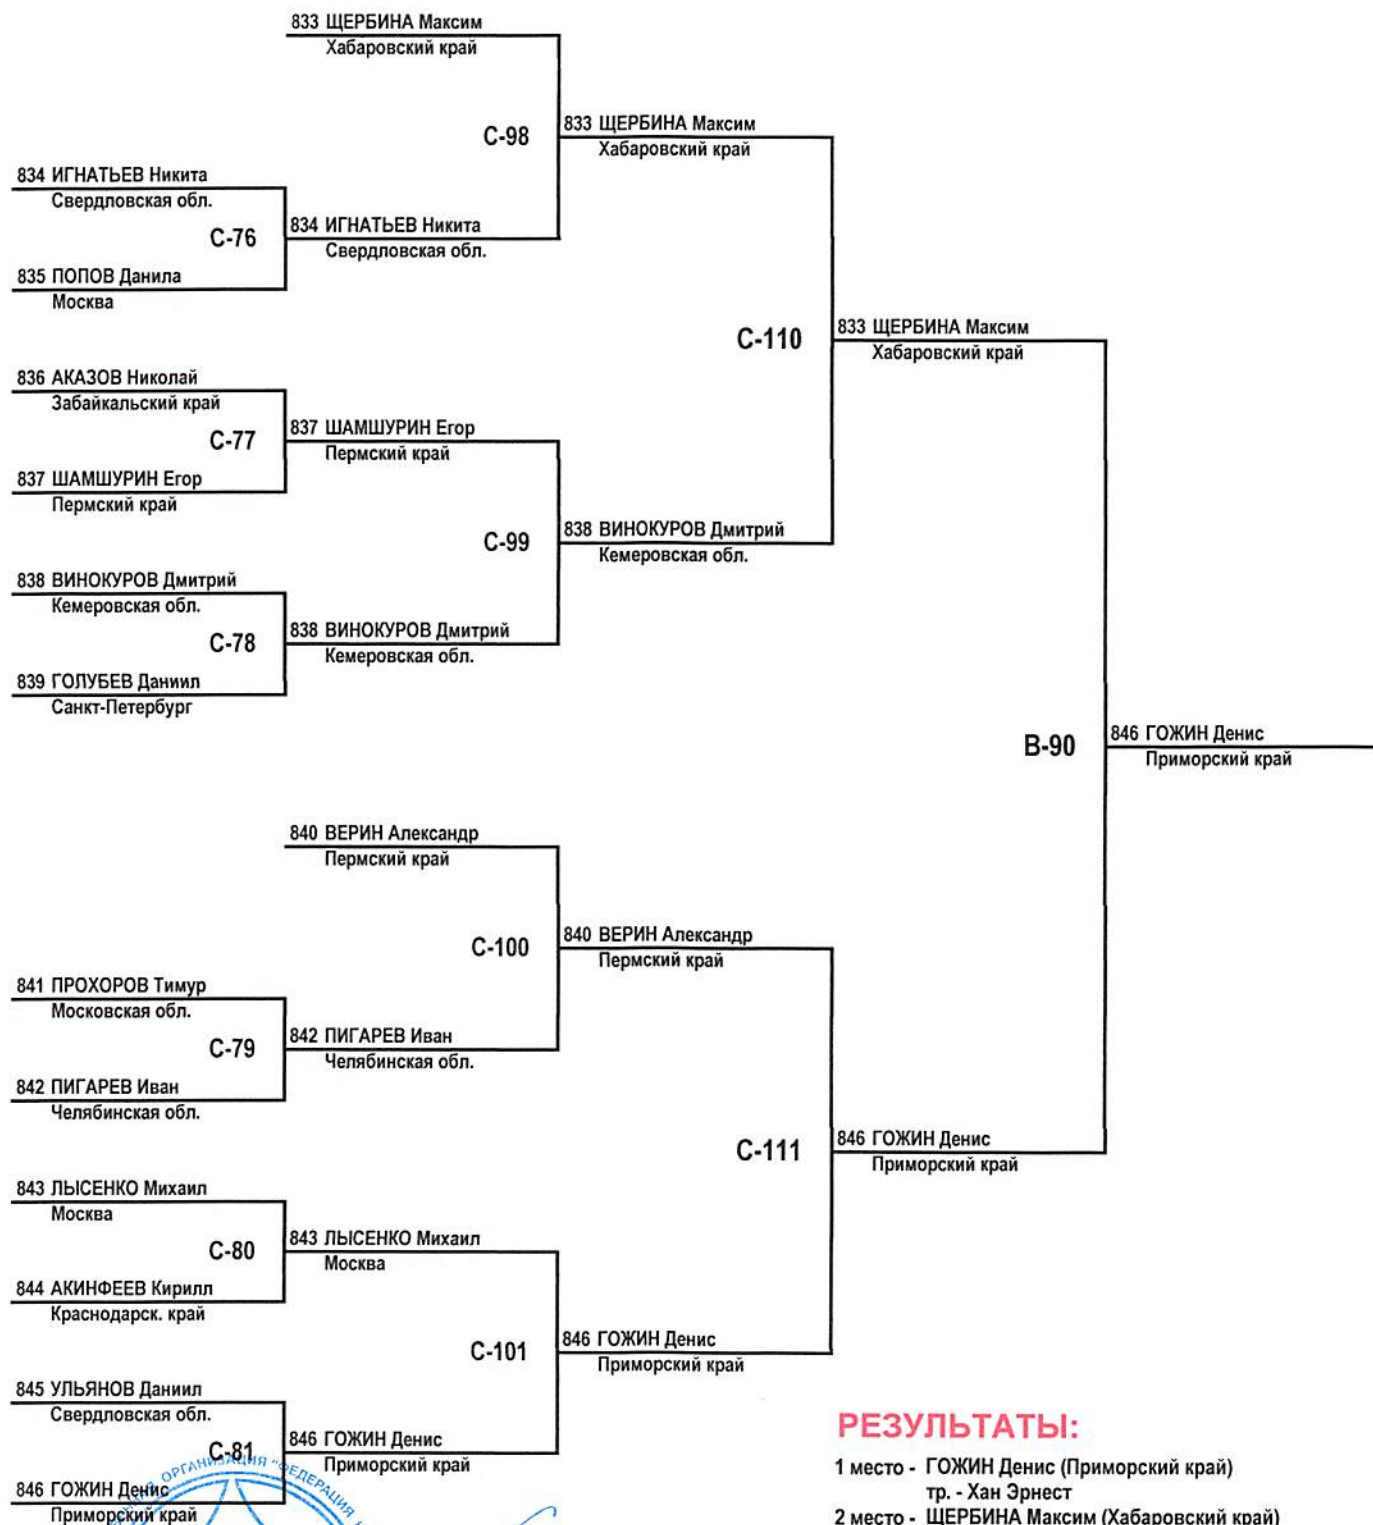 833 ЩЕРБИНА Максим
Хабаровский край
С-98
833 ЩЕРБИНА Максим
Хабаровский край
834 ИГНАТЬЕВ Никита
Свердловская обл.
С-76
834 ИГНАТЬЕВ Никита
Свердловская обл.
835 ПОПОВ Данила
Москва
С-110
833 ЩЕРБИНА Максим
Хабаровский край
836 АКАЗОВ Николай
Забайкальский край
С-77
837 ШАМШУРИН Егор
Пермский край
837 ШАМШУРИН Егор
Пермский край
С-99
838 ВИНОКУРОВ Дмитрий
Кемеровская обл.
838 ВИНОКУРОВ Дмитрий
Кемеровская обл.
С-78
838 ВИНОКУРОВ Дмитрий
Кемеровская обл.
839 ГОЛУБЕВ Даниил
Санкт-Петербург
В-90
846 ГОЖИН Денис
Приморский край
840 ВЕРИН Александр
Пермский край
С-100
840 ВЕРИН Александр
Пермский край
841 ПРОХОРОВ Тимур
Московская обл.
С-79
842 ПИГАРЕВ Иван
Челябинская обл.
842 ПИГАРЕВ Иван
Челябинская обл.
С-111
846 ГОЖИН Денис
Приморский край
843 ЛЫСЕНКО Михаил
Москва
С-80
843 ЛЫСЕНКО Михаил
Москва
844 АКИНФЕЕВ Кирилл
Краснодарск. край
С-101
846 ГОЖИН Денис
Приморский край
845 УЛЬЯНОВ Даниил
Свердловская обл.
С-81
846 ГОЖИН Денис
Приморский край
846 ГОЖИН Денис
Приморский край
ОРГАНИЗАЦИЯ "ФЕДЕРАЦИЯ
РЕЗУЛЬТАТЫ:
1 место - ГОЖИН Денис (Приморский край)
тр. - Хан Эрнест
2 место - ЩЕРБИНА Максим (Хабаровский край)